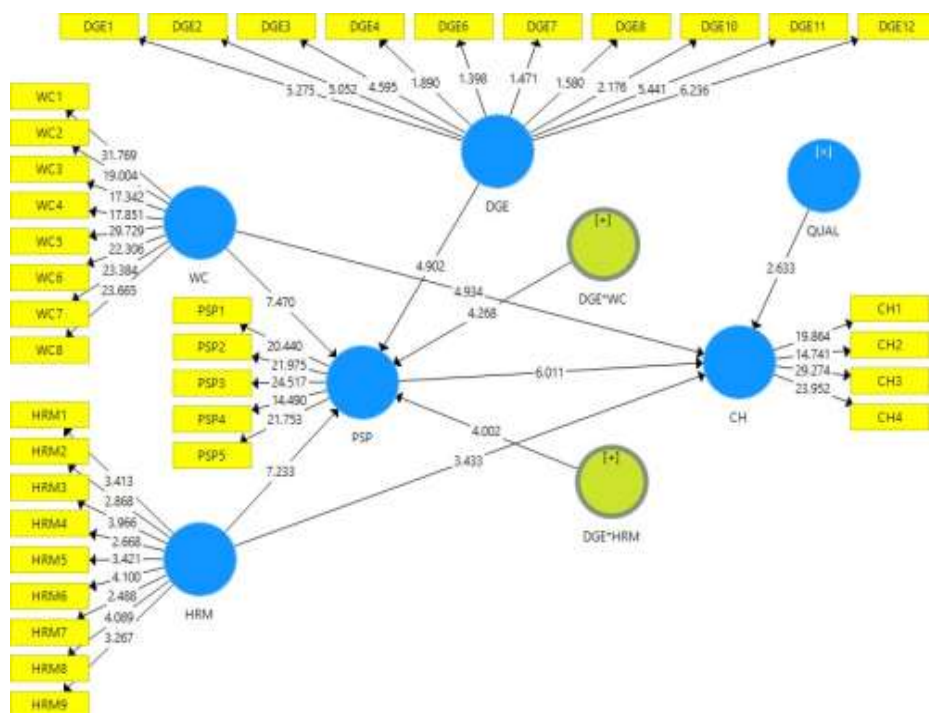 DGE1 DGE2 DGE3 DGE4 DGE6 DGE7 DGE8 DGE10 DGE11 DGE12
5.275 5.052 4.595 1.890 1.398 1.471 1.580 2.176 5.441 6.236
DGE
WC1
WC2
WC3
WC4
WC5
WC6
WC7
WC8
31.769
19.004
17.342
17.851
29.729
22.306
23.384
23.665
WC
[+]
QUAL
2.633
4.902
[+]
DGE*WC
4.268
4.934
7.470
PSP1
PSP2
PSP3
PSP4
PSP5
20.440
21.975
24.517
14.490
21.753
PSP
6.011
CH
19.864
14.741
29.274
23.952
CH1
CH2
CH3
CH4
4.002
3.433
7.233
[+]
DGE*HRM
HRM1
HRM2
HRM3
HRM4
HRM5
HRM6
HRM7
HRM8
HRM9
3.413
2.868
3.966
2.668
3.421
4.100
2.488
4.089
3.267
HRM